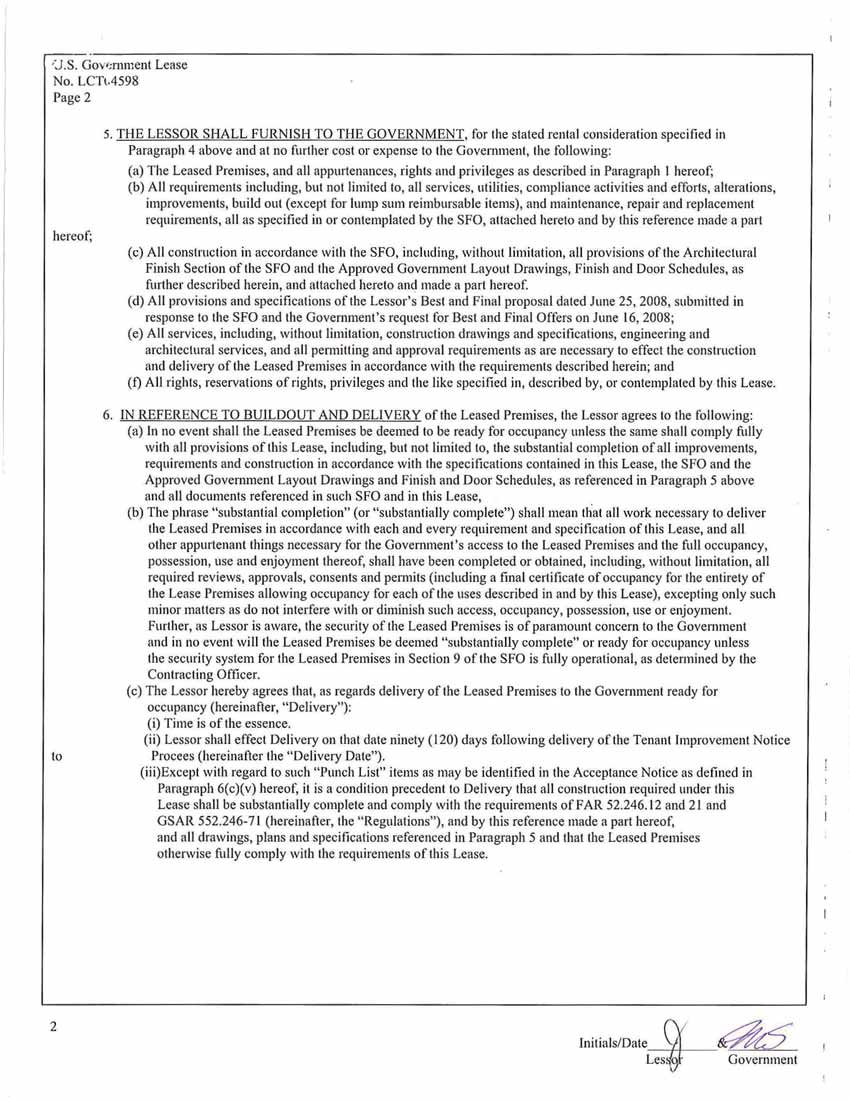 U.S. Government Lease
No. LCT04598
Page 2
5. THE LESSOR SHALL FURNISH TO THE GOVERNMENT, for the stated rental consideration specified in
Paragraph 4 above and at no further cost or expense to the Government, the following:
(a) The Leased Premises, and all appurtenances, rights and privileges as described in Paragraph 1 hereof;
(b) All requirements including, but not limited to, all services, utilities, compliance activities and efforts, alterations,
improvements, build out (except for lump sum reimbursable items), and maintenance, repair and replacement
requirements, all as specified in or contemplated by the SFO, attached hereto and by this reference made a part
hereof;
(c) All construction in accordance with the SFO, including, without limitation, all provisions of the Architectural
Finish Section of the SFO and the Approved Government Layout Drawings, Finish and Door Schedules, as
further described herein, and attached hereto and made a part hereof.
(d) All provisions and specifications of the Lessor's Best and Final proposal dated June 25, 2008, submitted in
response to the SFO and the Government's request for Best and Final Offers on June 16, 2008;
(e) All services, including, without limitation, construction drawings and specifications, engineering and
architectural services, and all permitting and approval requirements as are necessary to effect the construction
and delivery of the Leased Premises in accordance with the requirements described herein; and
(f) All rights, reservations of rights, privileges and the like specified in, described by, or contemplated by this Lease.
6. IN REFERENCE TO BUILDOUT AND DELIVERY of the Leased Premises, the Lessor agrees to the following:
(a) In no event shall the Leased Premises be deemed to be ready for occupancy unless the same shall comply fully
with all provisions of this Lease, including, but not limited to, the substantial completion of all improvements,
requirements and construction in accordance with the specifications contained in this Lease, the SFO and the
Approved Government Layout Drawings and Finish and Door Schedules, as referenced in Paragraph 5 above
and all documents referenced in such SFO and in this Lease,
(b) The phrase "substantial completion" (or "substantially complete") shall mean that all work necessary to deliver
the Leased Premises in accordance with each and every requirement and specification of this Lease, and all
other appurtenant things necessary for the Government's access to the Leased Premises and the full occupancy,
possession, use and enjoyment thereof, shall have been completed or obtained, including, without limitation, all
required reviews, approvals, consents and permits (including a final certificate of occupancy for the entirety of
the Lease Premises allowing occupancy for each of the uses described in and by this Lease), excepting only such
minor matters as do not interfere with or diminish such access, occupancy, possession, use or enjoyment.
Further, as Lessor is aware, the security of the Leased Premises is of paramount concern to the Government
and in no event will the Leased Premises be deemed "substantially complete" or ready for occupancy unless
the security system for the Leased Premises in Section 9 of the SFO is fully operational, as determined by the
Contracting Officer.
(c) The Lessor hereby agrees that, as regards delivery of the Leased Premises to the Government ready for
occupancy (hereinafter, "Delivery"):
(i) Time is of the essence.
(ii) Lessor shall effect Delivery on that date ninety (120) days following delivery of the Tenant Improvement Notice
to Procees (hereinafter the "Delivery Date").
(iii)Except with regard to such "Punch List" items as may be identified in the Acceptance Notice as defined in
Paragraph 6(c)(v) hereof, it is a condition precedent to Delivery that all construction required under this
Lease shall be substantially complete and comply with the requirements of FAR 52.246.12 and 21 and
GSAR 552.246-71 (hereinafter, the "Regulations"), and by this reference made a part hereof,
and all drawings, plans and specifications referenced in Paragraph 5 and that the Leased Premises
otherwise fully comply with the requirements of this Lease.
2
Initials/Date & 
Lessor Government